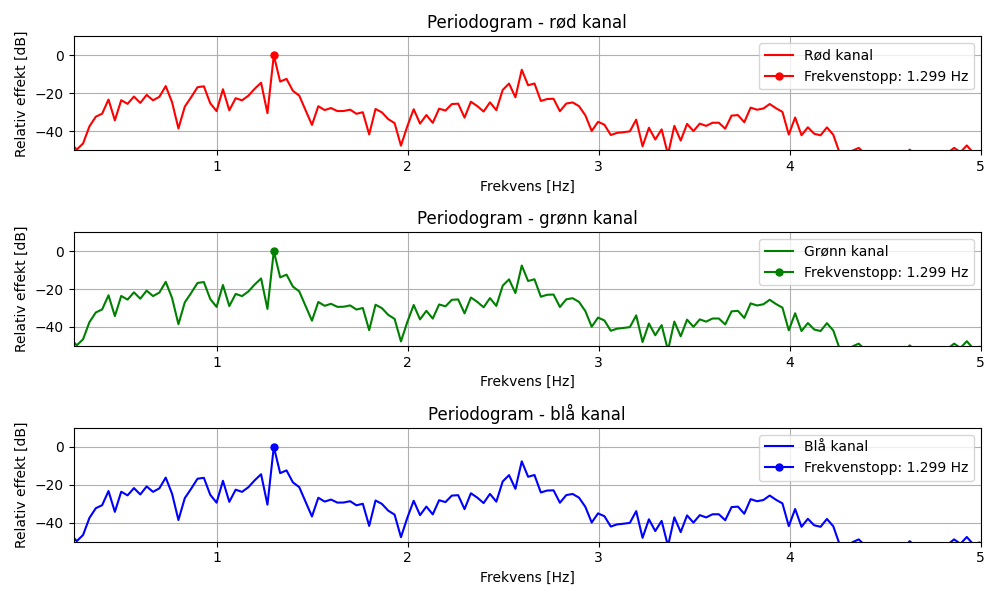 Periodogram - rød kanal
Relativ effekt [dB]
0
−20
−40
Rød kanal
Frekvenstopp: 1.299 Hz
1
2
3
4
5
Frekvens [Hz]
Periodogram - grønn kanal
Relativ effekt [dB]
0
−20
−40
Grønn kanal
Frekvenstopp: 1.299 Hz
1
2
3
4
5
Frekvens [Hz]
Periodogram - blå kanal
Relativ effekt [dB]
0
−20
−40
Blå kanal
Frekvenstopp: 1.299 Hz
1
2
3
4
5
Frekvens [Hz]